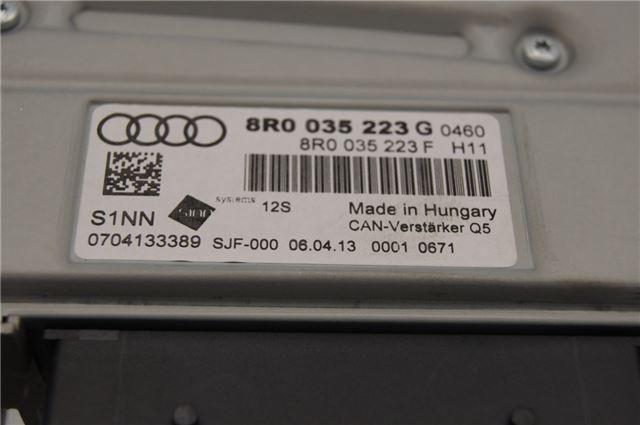 8R0 035 223 G 0460
8R0 035 223 F H11
systems
12S
S1NN
Made in Hungary
CAN-Verstärker Q5
0704133389 SJF-000 06.04.13 0001 0671